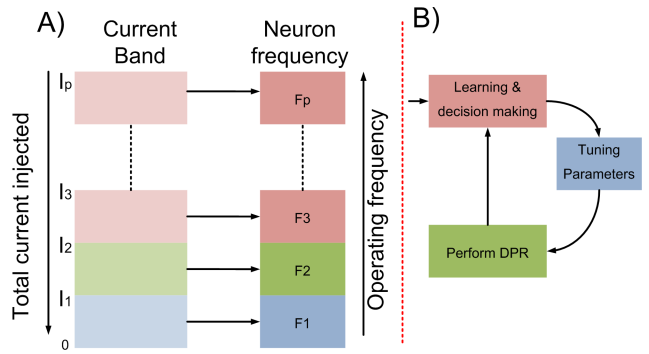 A)
Current
Band
Neuron
frequency
Total current injected
Ip
I3
I2
I1
0
Fp
F3
F2
F1
Operating frequency
B)
Learning &
decision making
Tuning
Parameters
Perform DPR